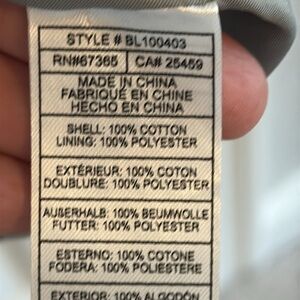 STYLE # BL100403
RN#67365 CA# 25459
MADE IN CHINA
FABRIQUÉ EN CHINE
HECHO EN CHINA
SHELL: 100% COTTON
LINING: 100% POLYESTER
EXTÉRIEUR: 100% COTON
DOUBLURE: 100% POLYESTER
AUßERHALB: 100% BEUMWOLLE
FUTTER: 100% POLYESTER
ESTERNO: 100% COTONE
FODERA: 100% POLIESTERE
EXTERIOR: 100% ALGODÓN